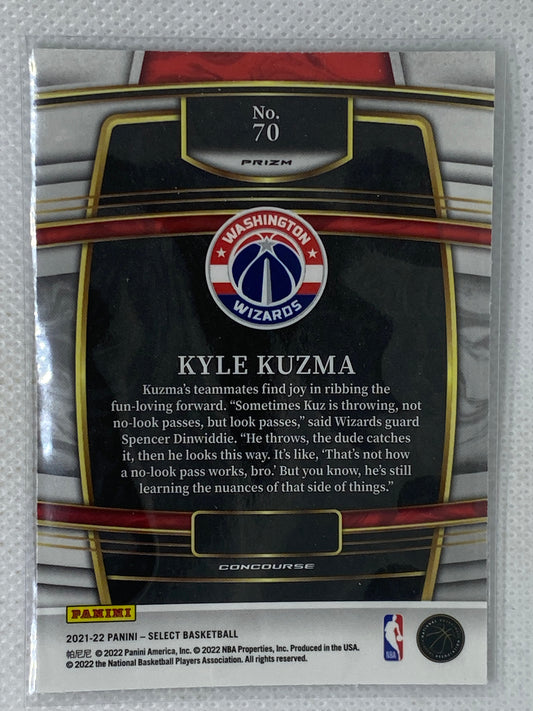 No.
70
PRIZM
WASHINGTON
WIZARDS
KYLE KUZMA
Kuzma's teammates find joy in ribbing the
fun-loving forward. “Sometimes Kuz is throwing, not
no-look passes, but look passes,” said Wizards guard
Spencer Dinwiddie. “He throws, the dude catches
it, then he looks this way. It's like, ‘That's not how
a no-look pass works, bro.’ But you know, he's still
learning the nuances of that side of things.”
CONCOURSE
PANINI
2021-22 PANINI – SELECT BASKETBALL
帕尼尼 © 2022 Panini America, Inc. © 2022 NBA Properties, Inc. Produced in the USA.
© 2022 the National Basketball Players Association. All rights reserved.
NBA